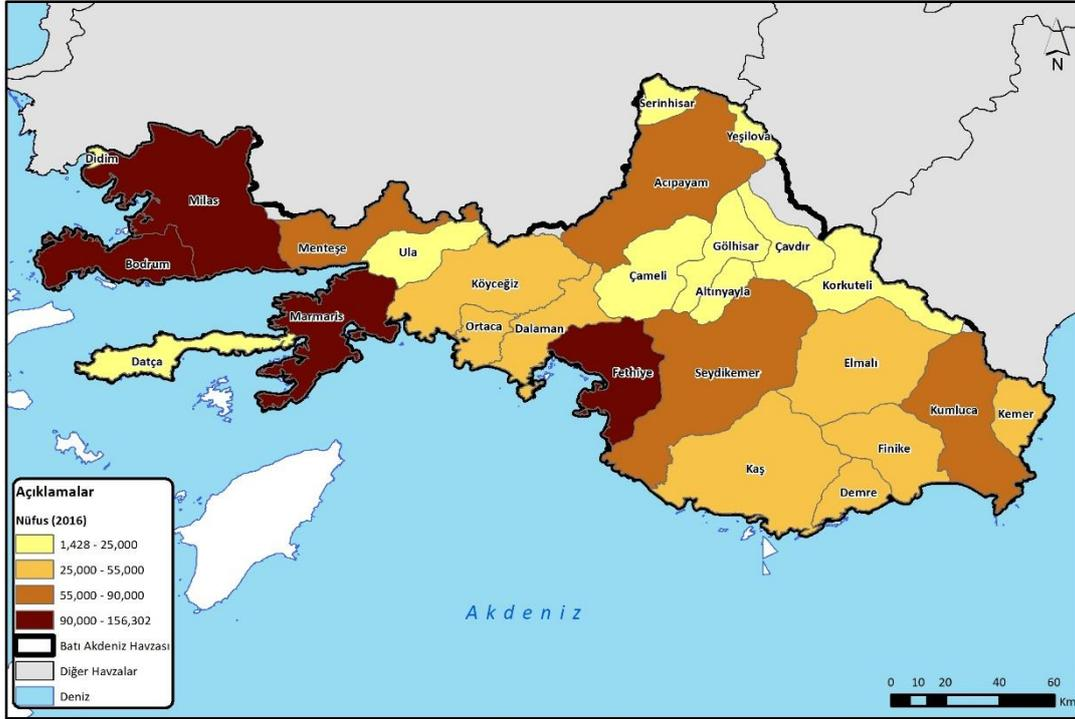 N
Serinhisar
Yeşilova
Didim
Acıpayam
Milas
Menteşe
Ula
Gölhisar
Çavdır
Bodrum
Köyceğiz
Çameli
Altınyayla
Korkuteli
Marmaris
Ortaca
Dalaman
Datça
Fethiye
Seydikemer
Elmalı
Kumluca
Kemer
Finike
Kaş
Demre
Açıklamalar
Nüfus (2016)
1,428 - 25,000
25,000 - 55,000
55,000 - 90,000
90,000 - 156,302
Batı Akdeniz Havzası
Diğer Havzalar
Deniz
Akdeniz
0 10 20 40 60
Km